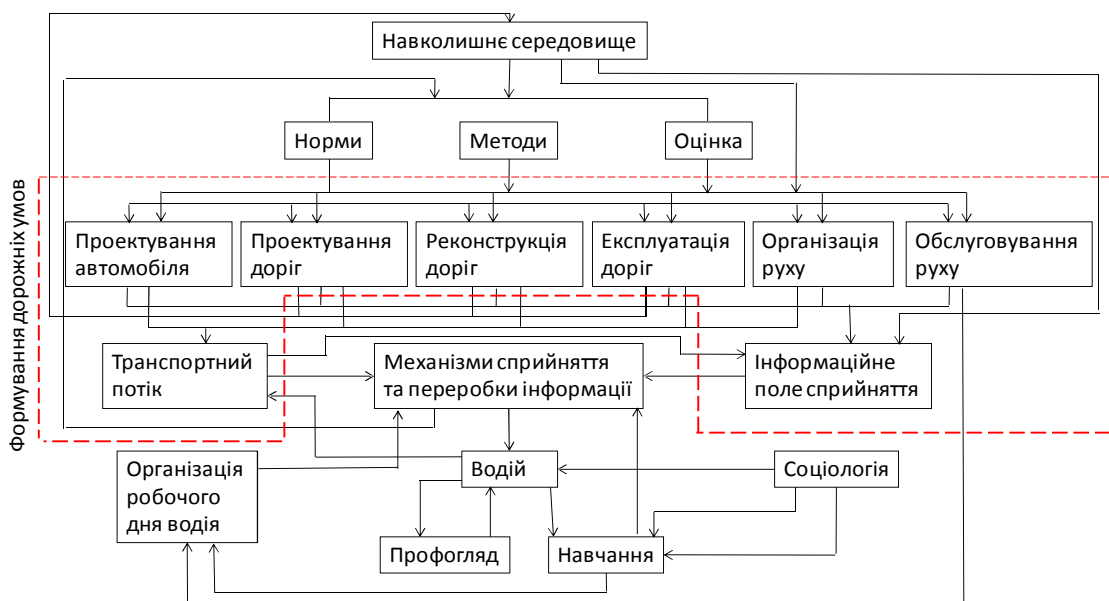 Навколишнє середовище
Норми
Методи
Оцінка
Формування дорожніх умов
Проектування
автомобіля
Проектування
доріг
Реконструкція
доріг
Експлуатація
доріг
Організація
руху
Обслуговування
руху
Транспортний
потік
Механізми сприйняття
та переробки інформації
Інформаційне
поле сприйняття
Організація
робочого
дня водія
Водій
Соціологія
Профогляд
Навчання